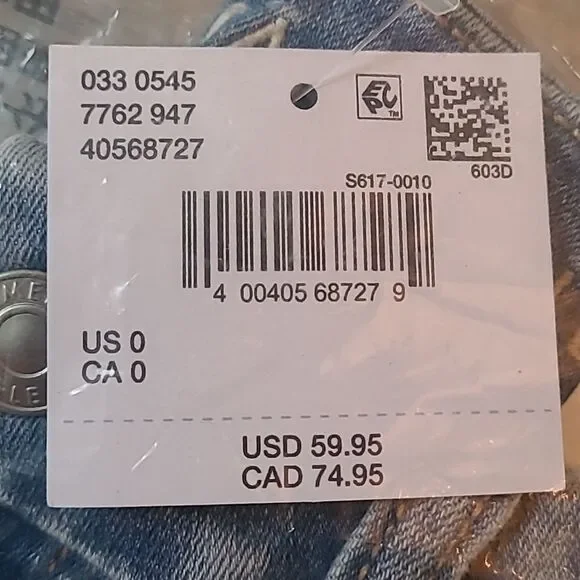 033 0545
7762 947
40568727
EPC™
603D
S617-0010
4 00405 68727 9
US 0
CA 0
USD 59.95
CAD 74.95